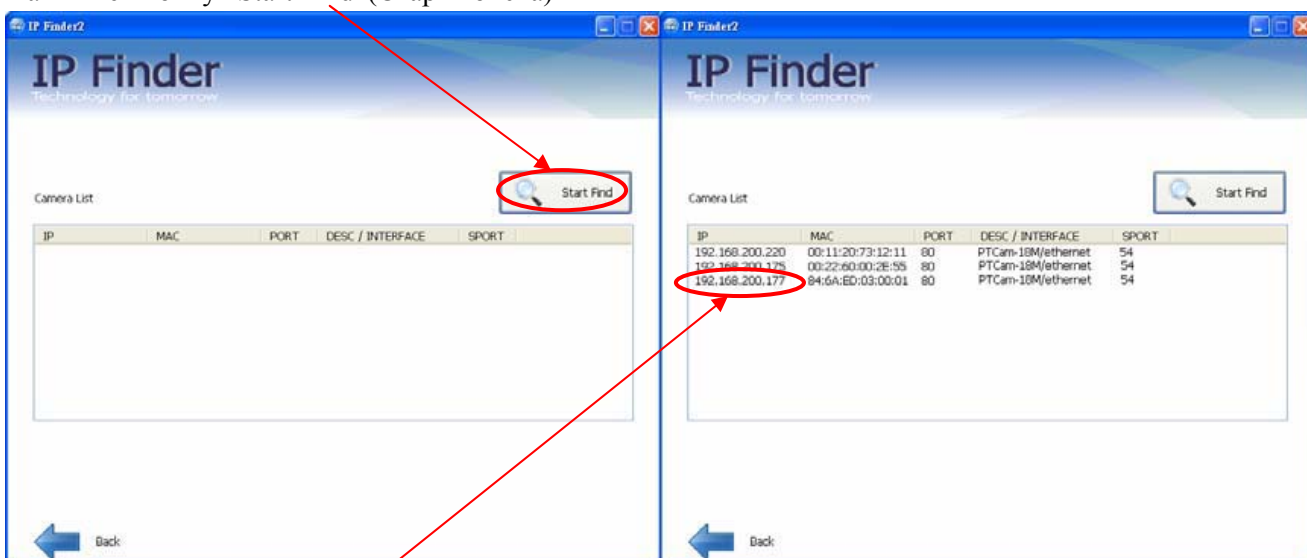 IP Finder2
IP Finder
Technology for tomorrow
Start Find
Camera List
IP MAC PORT DESC / INTERFACE SPORT
Back
IP Finder2
IP Finder
Technology for tomorrow
Start Find
Camera List
IP MAC PORT DESC / INTERFACE SPORT
192.168.200.220 00:11:20:73:12:11 80 PTCam-18M/ethernet 54
192.168.200.175 00:22:60:00:2E:55 80 PTCam-18M/ethernet 54
192.168.200.177 84:6A:ED:03:00:01 80 PTCam-18M/ethernet 54
Back